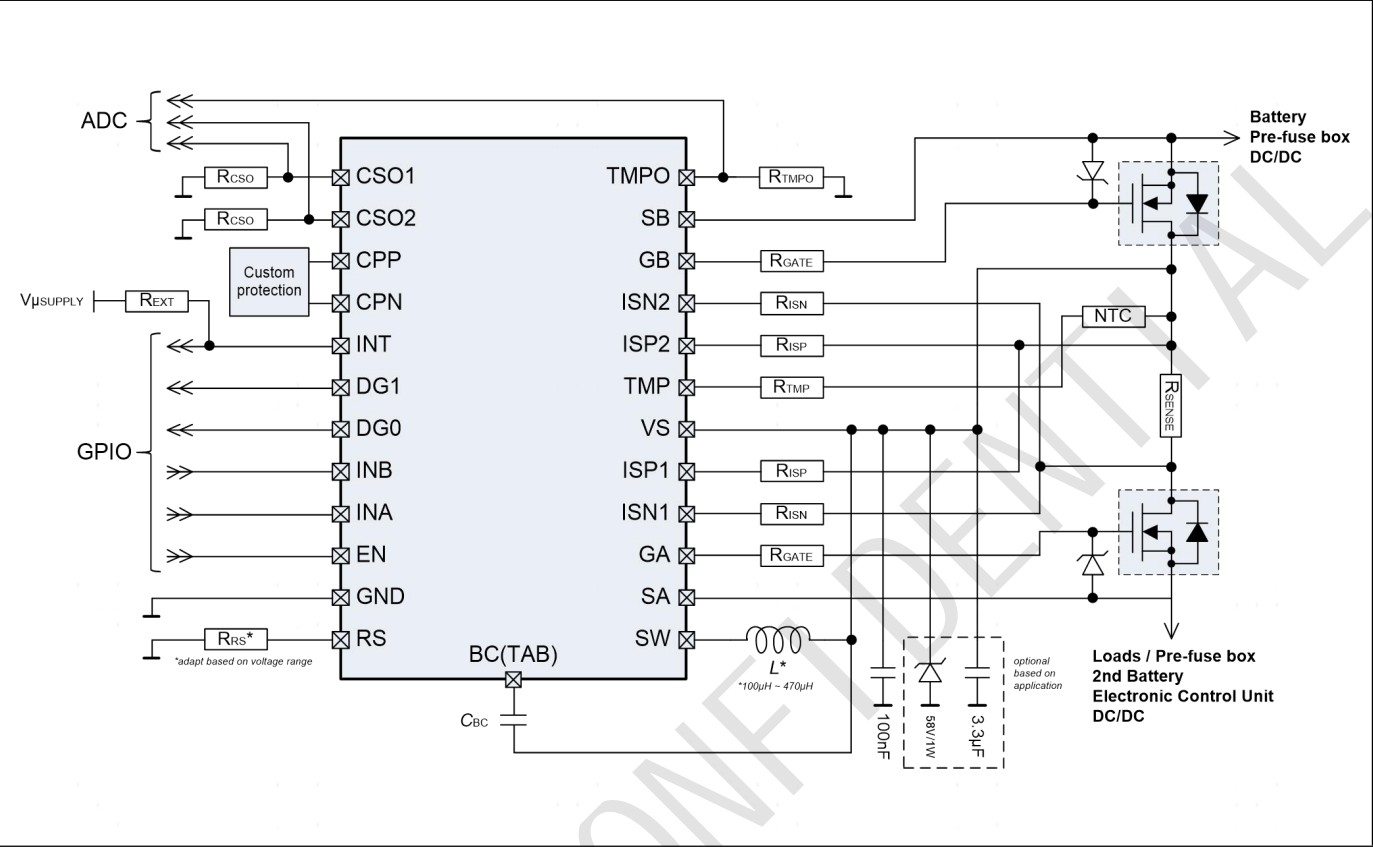 ADC
CSO1
CSO2
CPP
CPN
INT
DG1
DG0
INB
INA
EN
GND
RS
BC(TAB)
TMPO
SB
GB
ISN2
ISP2
TMP
VS
ISP1
ISN1
GA
SA
SW
RCSO
RCSO
Custom
protection
VµSUPPLY
REXT
GPIO
RRS*
*adapt based on voltage range
CBC
RTMPO
RGATE
RISN
RISP
RTMP
RISP
RISN
RGATE
L*
*100µH ~ 470µH
NTC
RSENSE
100nF
58V/1W
3.3µF
optional
based on
application
Battery
Pre-fuse box
DC/DC
Loads / Pre-fuse box
2nd Battery
Electronic Control Unit
DC/DC
ONFIDENTIAL